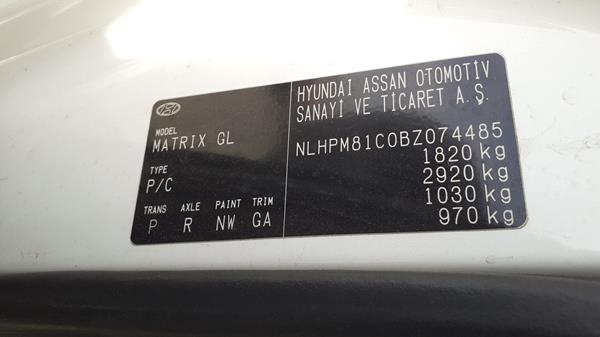 HYUNDAI ASSAN OTOMOTİV
SANAYİ VE TİCARET A.Ş.
MODEL
MATRIX GL
TYPE
P/C
TRANS AXLE PAINT TRIM
P R NW GA
NLHPM81C0BZ074485
1820 kg
2920 kg
1030 kg
970 kg